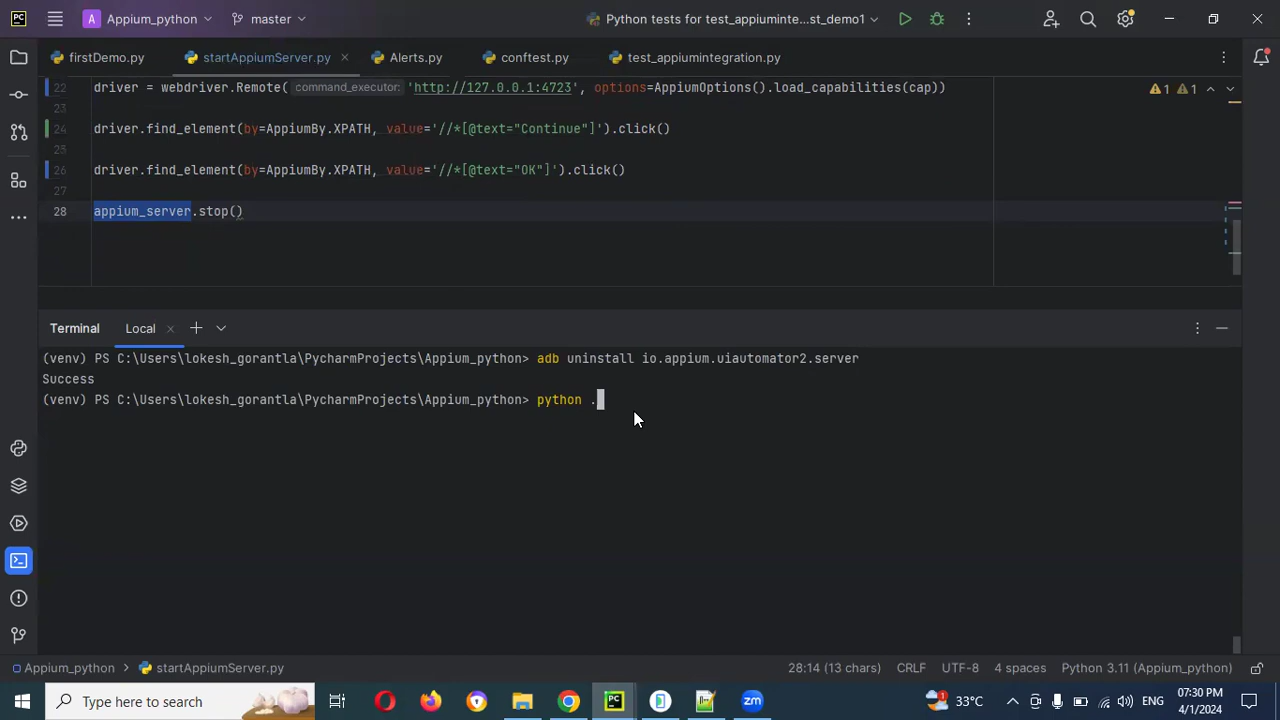 PC A Appium_python master Python tests for test_appiuminte...st_demo1
firstDemo.py startAppiumServer.py Alerts.py conftest.py test_appiumintegration.py
22 driver = webdriver.Remote( command_executor: 'http://127.0.0.1:4723', options=AppiumOptions().load_capabilities(cap)) 1 1
23
24 driver.find_element(by=AppiumBy.XPATH, value='//*[@text="Continue"]').click()
25
26 driver.find_element(by=AppiumBy.XPATH, value='//*[@text="OK"]').click()
27
28 appium_server.stop()
Terminal Local
(venv) PS C:\Users\lokesh_gorantla\PycharmProjects\Appium_python> adb uninstall io.appium.uiautomator2.server
Success
(venv) PS C:\Users\lokesh_gorantla\PycharmProjects\Appium_python> python .
Appium_python startAppiumServer.py 28:14 (13 chars) CRLF UTF-8 4 spaces Python 3.11 (Appium_python)
Type here to search PC zm 33°C ENG 07:30 PM
4/1/2024